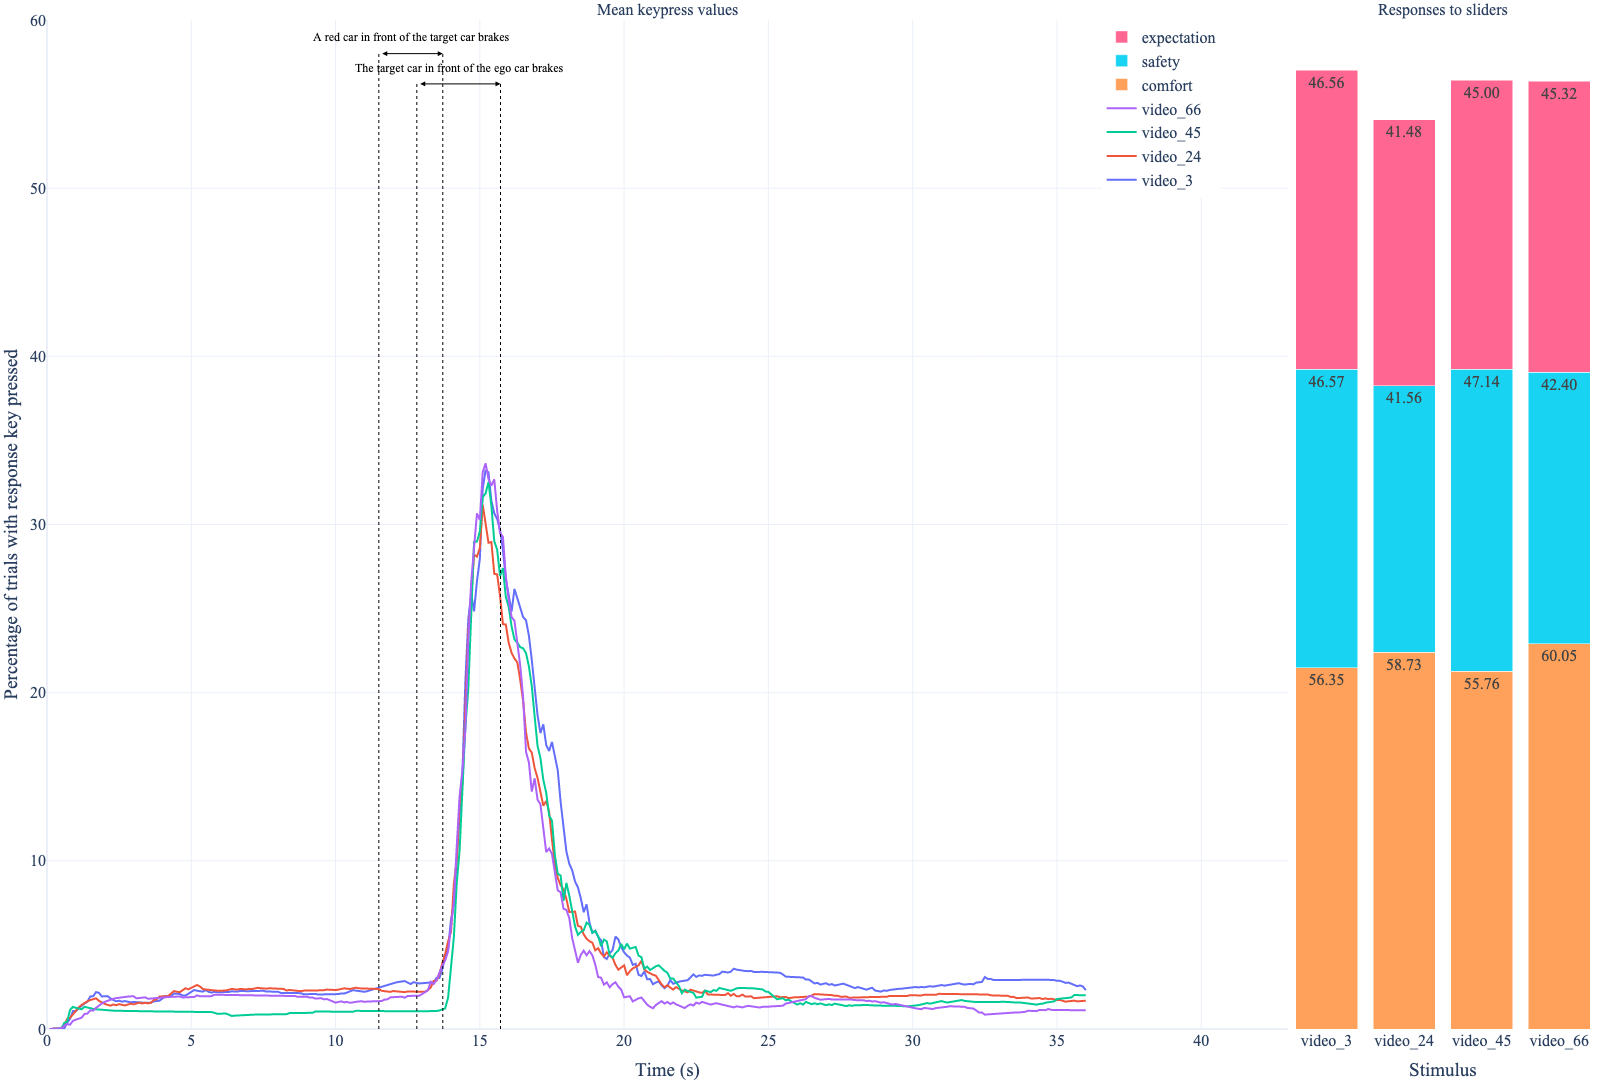 Mean keypress values
Responses to sliders
60
50
40
30
20
10
0
Percentage of trials with response key pressed
A red car in front of the target car brakes
The target car in front of the ego car brakes
expectation
safety
comfort
video_66
video_45
video_24
video_3
46.56
41.48
45.00
45.32
46.57
41.56
47.14
42.40
56.35
58.73
55.76
60.05
0
5
10
15
20
25
30
35
40
Time (s)
video_3
video_24
video_45
video_66
Stimulus